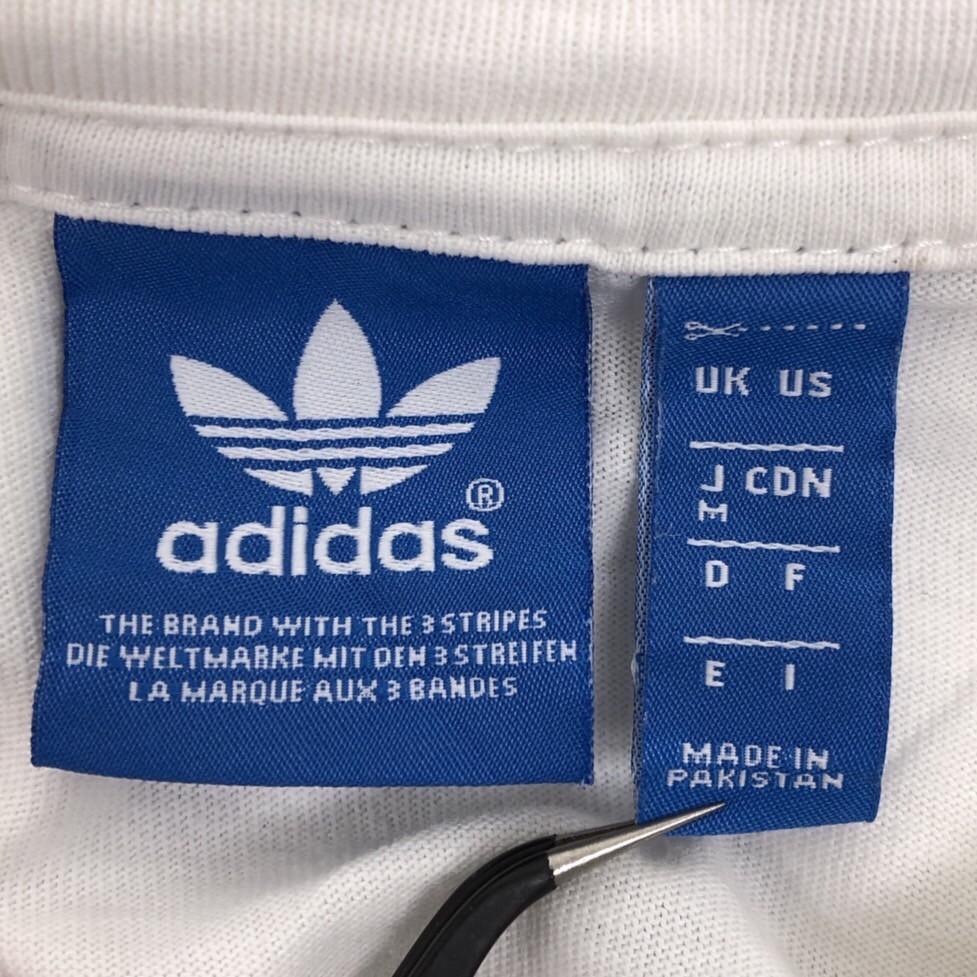 adidas®
THE BRAND WITH THE 3 STRIPES
DIE WELTMARKE MIT DEN 3 STREIFEN
LA MARQUE AUX 3 BANDES
UK US
J CDN
M
D F
E I
MADE IN
PAKISTAN